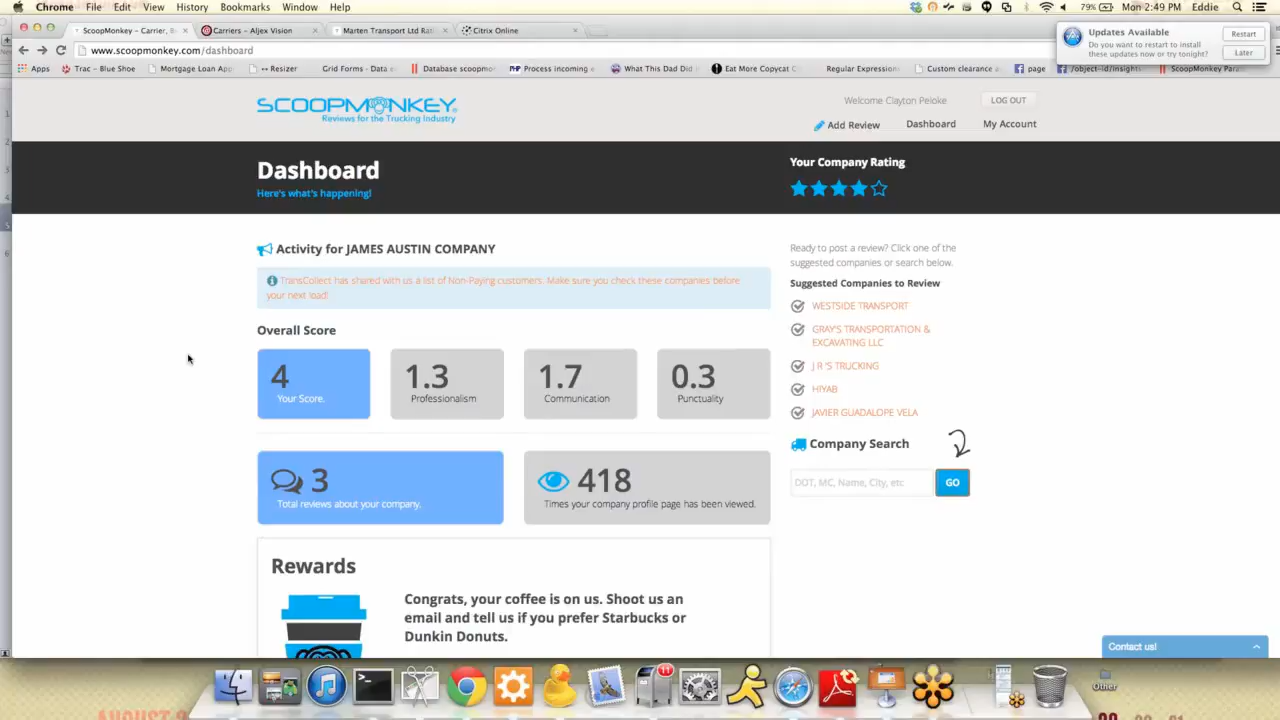 Chrome File Edit View History Bookmarks Window Help
79% Mon 2:49 PM Eddie
ScoopMonkey – Carrier, B
Carriers – Aljex Vision
Marten Transport Ltd Rati
Citrix Online
www.scoopmonkey.com/dashboard
Updates Available
Do you want to restart to install
these updates now or try tonight?
Restart
Later
Apps
Trac – Blue Shoe
Mortgage Loan App
↔ Resizer
Grid Forms – Data e
Database Normaliz
PHP Process incoming e
What This Dad Did
Eat More Copycat C
Regular Expression
Custom clearance a
page
/object-id/insights
ScoopMonkey Par
SCOOPMONKEY
Reviews for the Trucking Industry
Welcome Clayton Peloke
LOG OUT
Add Review
Dashboard
My Account
Dashboard
Here's what's happening!
Your Company Rating
Activity for JAMES AUSTIN COMPANY
TransCollect has shared with us a list of Non-Paying customers. Make sure you check these companies before
your next load!
Overall Score
4
Your Score.
1.3
Professionalism
1.7
Communication
0.3
Punctuality
3
Total reviews about your company.
418
Times your company profile page has been viewed.
Rewards
Congrats, your coffee is on us. Shoot us an
email and tell us if you prefer Starbucks or
Dunkin Donuts.
Ready to post a review? Click one of the
suggested companies or search below.
Suggested Companies to Review
WESTSIDE TRANSPORT
GRAY'S TRANSPORTATION &
EXCAVATING LLC
J R 'S TRUCKING
HIYAB
JAVIER GUADALOPE VELA
Company Search
DOT, MC, Name, City, etc
GO
Contact us!
11
Other